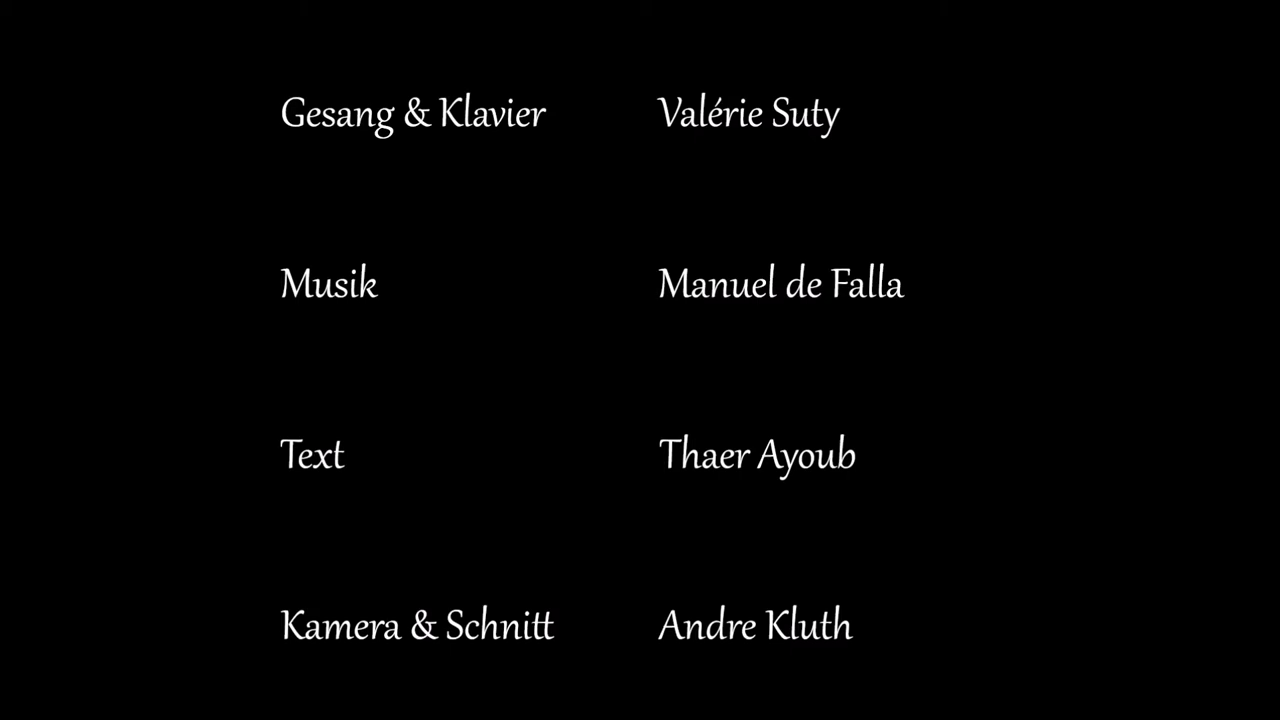 Gesang & Klavier Valérie Suty
Musik Manuel de Falla
Text Thaer Ayoub
Kamera & Schnitt Andre Kluth